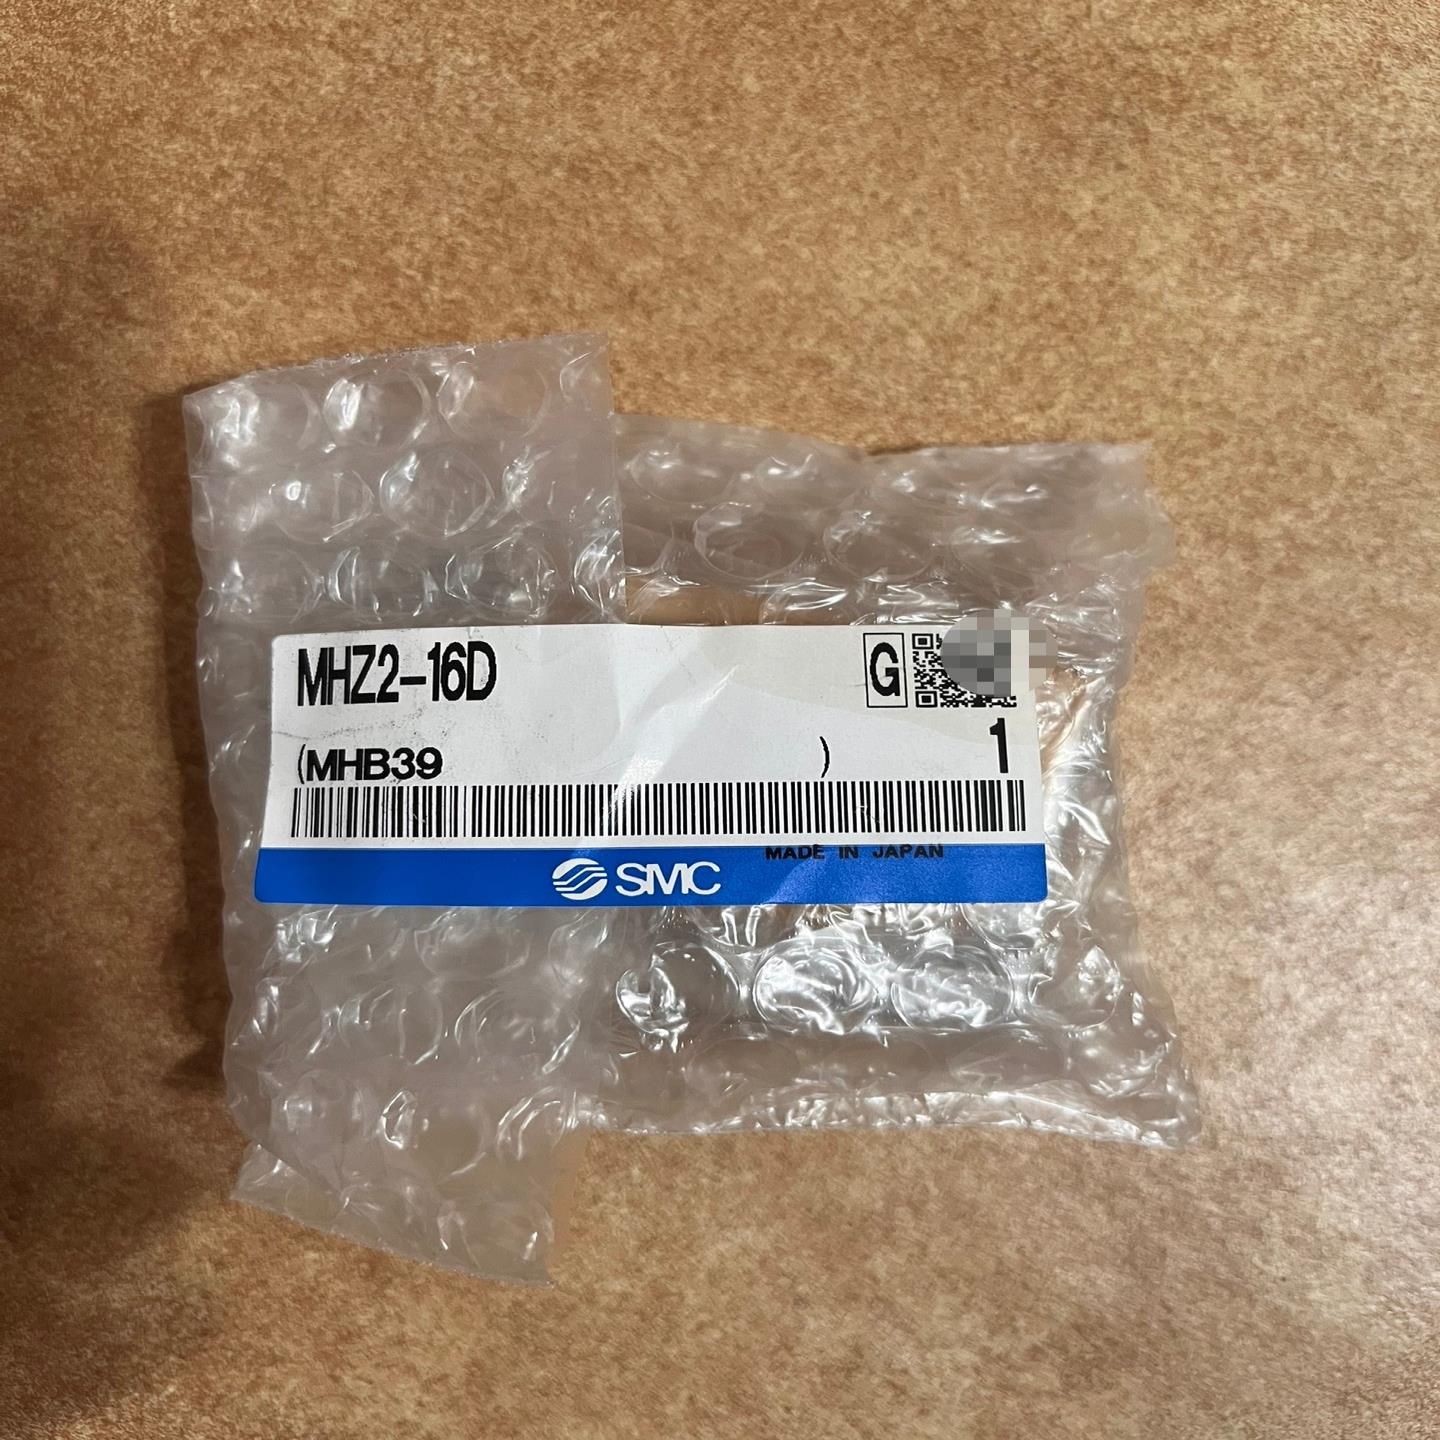 MHZ2-16D
G
(MHB39 )
1
MADE IN JAPAN
SMC